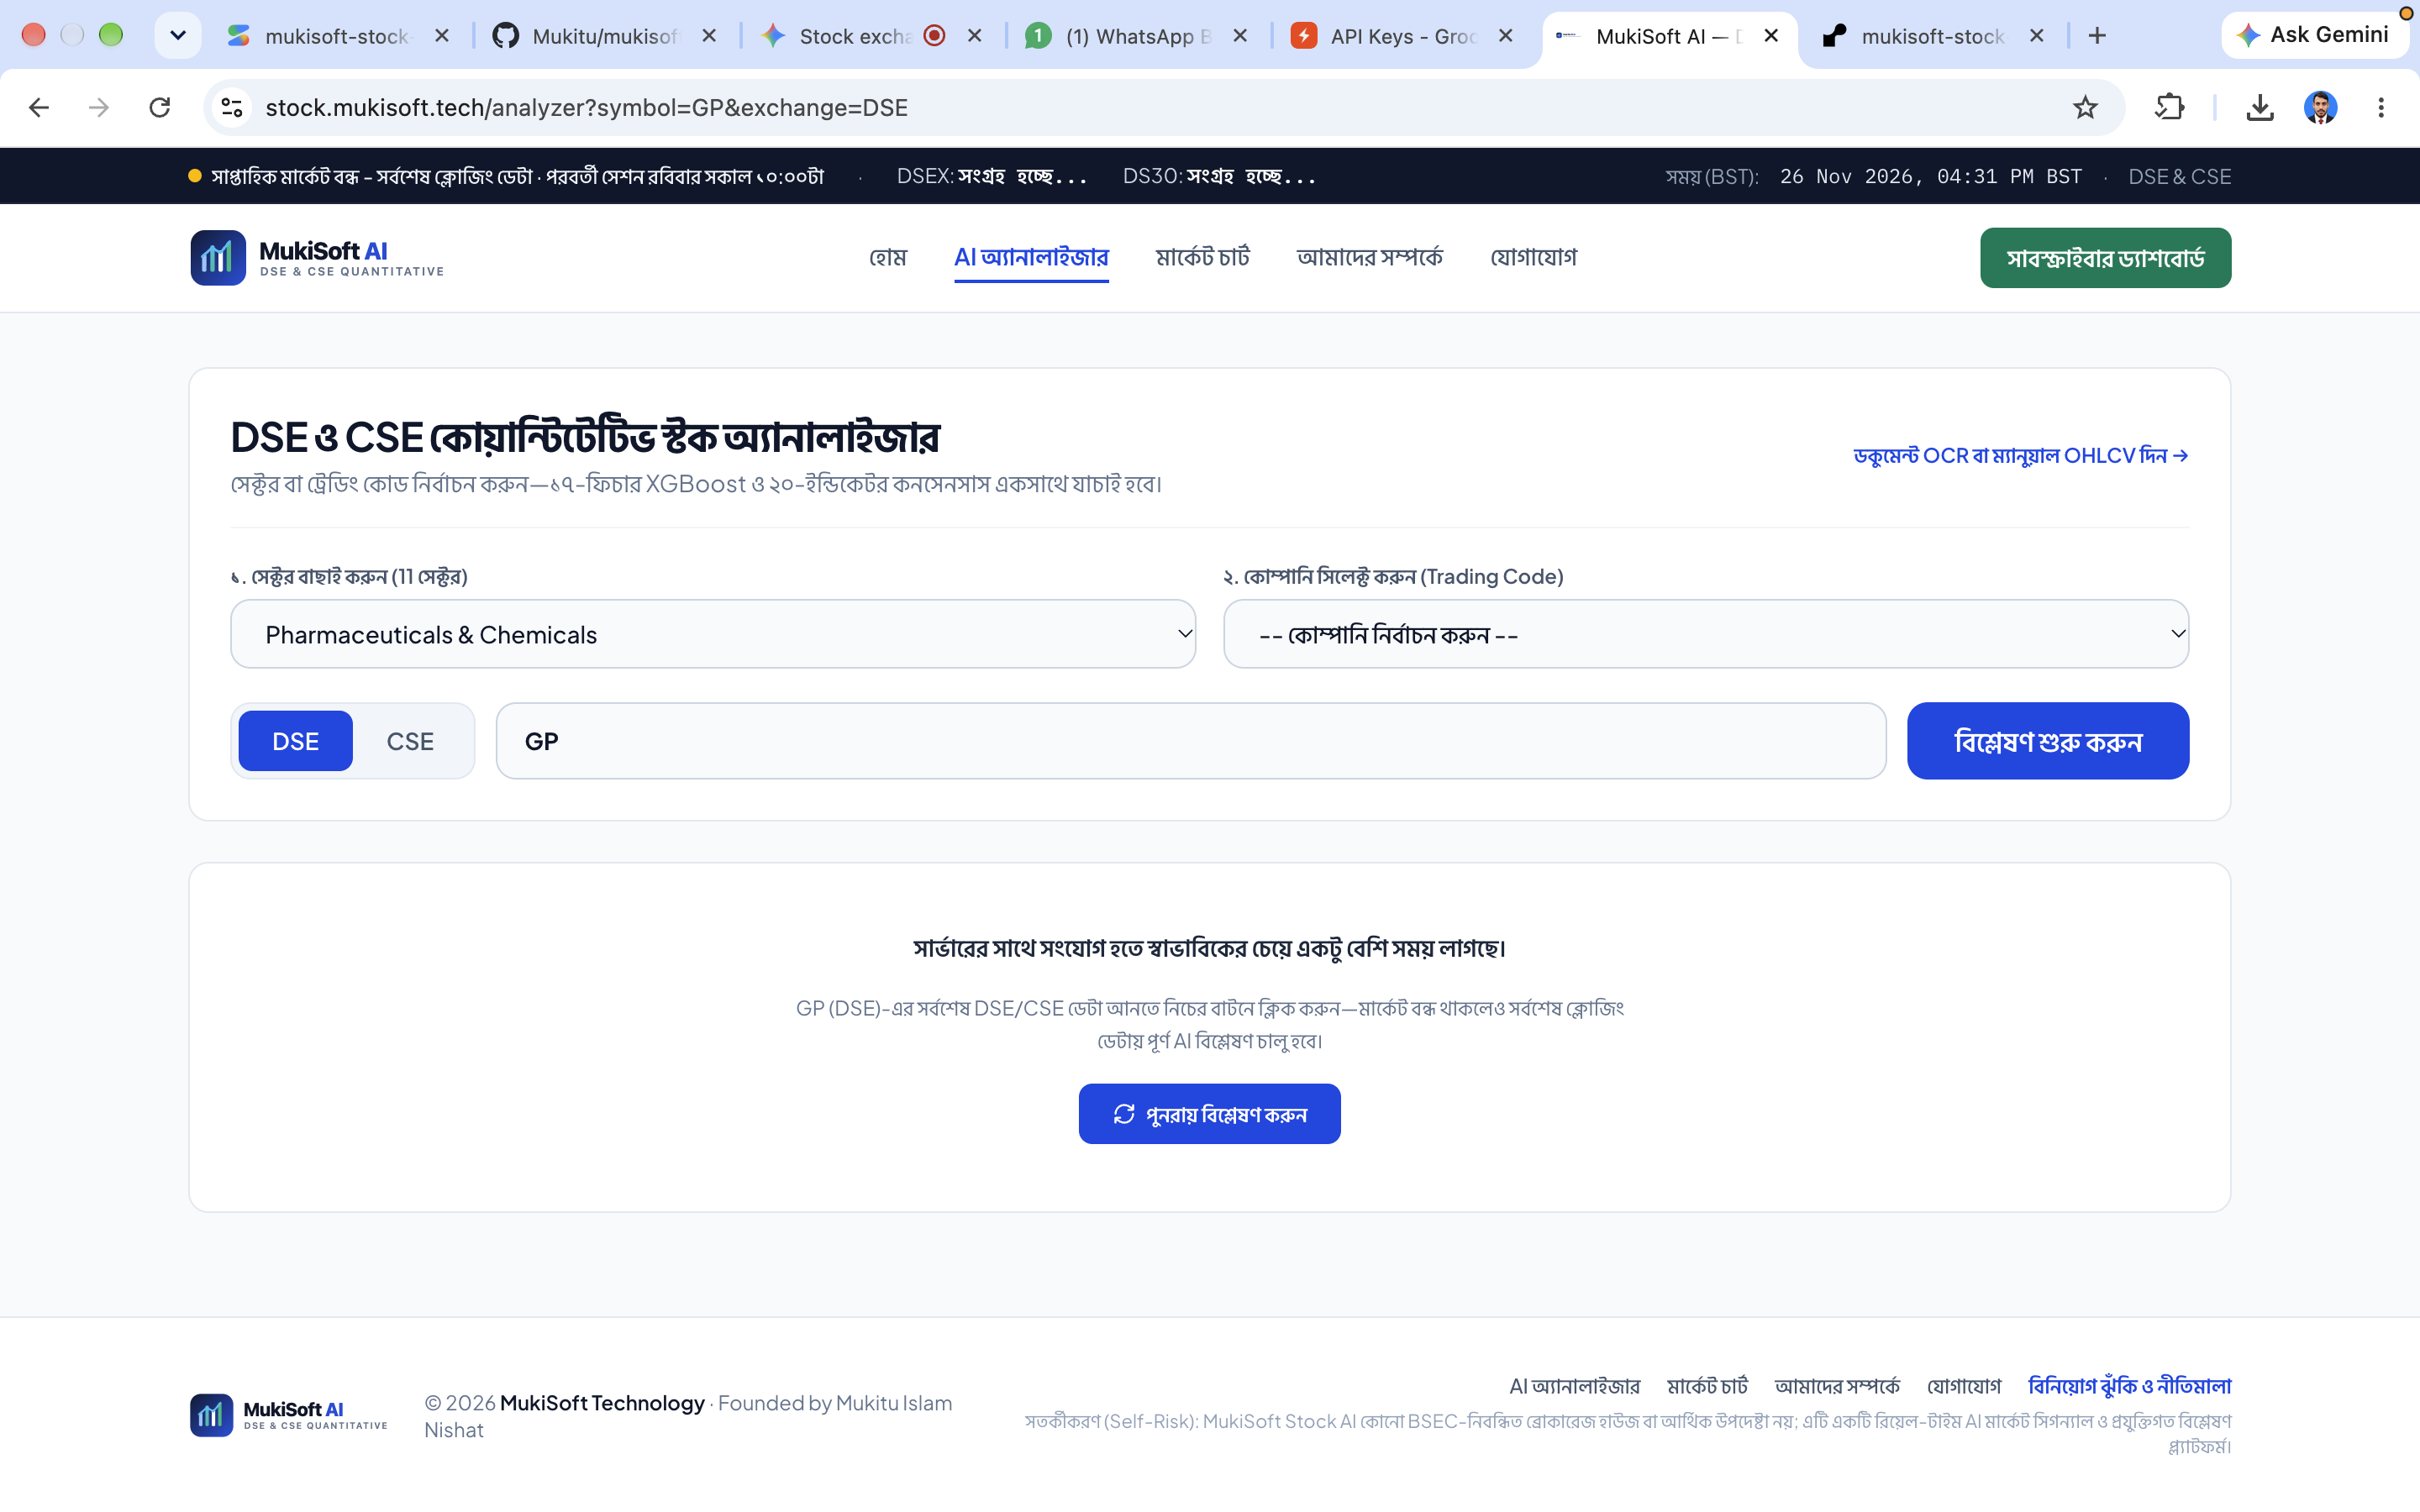 mukisoft-stock-
Mukitu/mukisof
Stock excha
(1) WhatsApp B
API Keys - Groc
MukiSoft AI — D
mukisoft-stock
Ask Gemini
stock.mukisoft.tech/analyzer?symbol=GP&exchange=DSE
সাপ্তাহিক মার্কেট বন্ধ – সর্বশেষ ক্লোজিং ডেটা · পরবর্তী সেশন রবিবার সকাল ১০:০০টা · DSEX: সংগ্রহ হচ্ছে... DS30: সংগ্রহ হচ্ছে... সময় (BST): 26 Nov 2026, 04:31 PM BST · DSE & CSE
MukiSoft AI
DSE & CSE QUANTITATIVE
হোম
AI অ্যানালাইজার
মার্কেট চার্ট
আমাদের সম্পর্কে
যোগাযোগ
সাবস্ক্রাইবার ড্যাশবোর্ড
DSE ও CSE কোয়ান্টিটেটিভ স্টক অ্যানালাইজার
সেক্টর বা ট্রেডিং কোড নির্বাচন করুন—১৭-ফিচার XGBoost ও ২০-ইন্ডিকেটর কনসেনসাস একসাথে যাচাই হবে।
ডকুমেন্ট OCR বা ম্যানুয়াল OHLCV দিন →
১. সেক্টর বাছাই করুন (11 সেক্টর)
২. কোম্পানি সিলেক্ট করুন (Trading Code)
Pharmaceuticals & Chemicals
-- কোম্পানি নির্বাচন করুন --
DSE
CSE
GP
বিশ্লেষণ শুরু করুন
সার্ভারের সাথে সংযোগ হতে স্বাভাবিকের চেয়ে একটু বেশি সময় লাগছে।
GP (DSE)-এর সর্বশেষ DSE/CSE ডেটা আনতে নিচের বাটনে ক্লিক করুন—মার্কেট বন্ধ থাকলেও সর্বশেষ ক্লোজিং
ডেটায় পূর্ণ AI বিশ্লেষণ চালু হবে।
পুনরায় বিশ্লেষণ করুন
MukiSoft AI
DSE & CSE QUANTITATIVE
© 2026 MukiSoft Technology · Founded by Mukitu Islam
Nishat
AI অ্যানালাইজার
মার্কেট চার্ট
আমাদের সম্পর্কে
যোগাযোগ
বিনিয়োগ ঝুঁকি ও নীতিমালা
সতর্কীকরণ (Self-Risk): MukiSoft Stock AI কোনো BSEC-নিবন্ধিত ব্রোকারেজ হাউজ বা আর্থিক উপদেষ্টা নয়; এটি একটি রিয়েল-টাইম AI মার্কেট সিগন্যাল ও প্রযুক্তিগত বিশ্লেষণ
প্ল্যাটফর্ম।